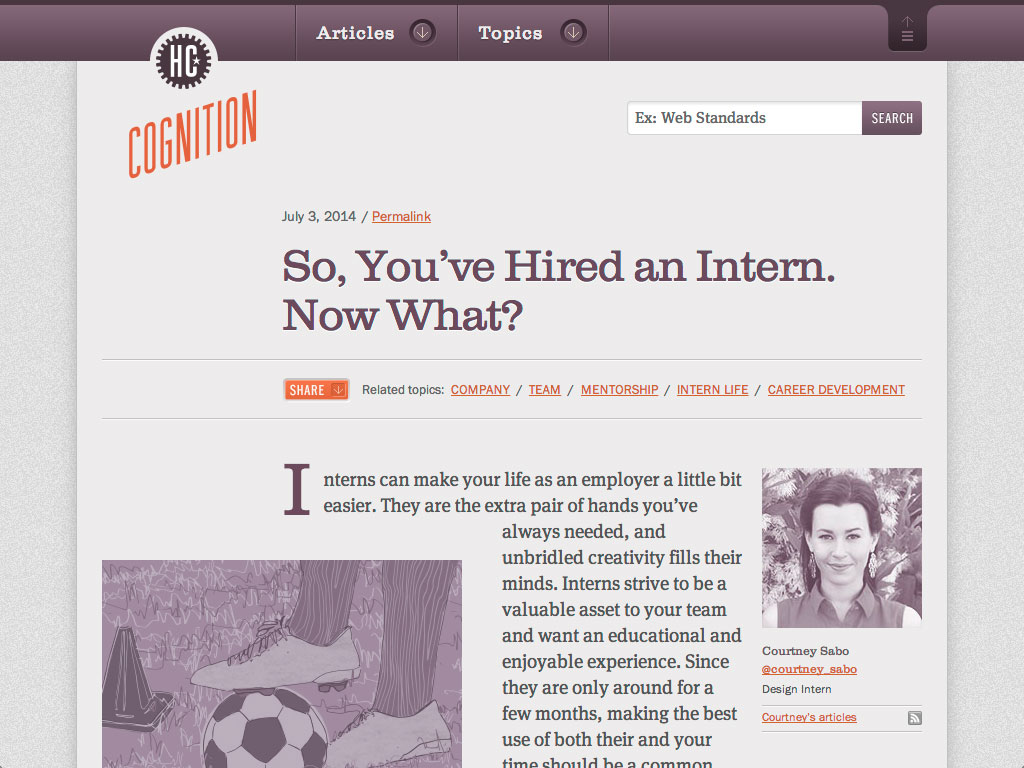 Articles
Topics
HC
COGNITION
Ex: Web Standards
SEARCH
July 3, 2014 / Permalink
So, You’ve Hired an Intern.
Now What?
SHARE
Related topics: COMPANY / TEAM / MENTORSHIP / INTERN LIFE / CAREER DEVELOPMENT
Interns can make your life as an employer a little bit
easier. They are the extra pair of hands you’ve
always needed, and
unbridled creativity fills their
minds. Interns strive to be a
valuable asset to your team
and want an educational and
enjoyable experience. Since
they are only around for a
few months, making the best
use of both their and your
time should be a common
Courtney Sabo
@courtney_sabo
Design Intern
Courtney's articles